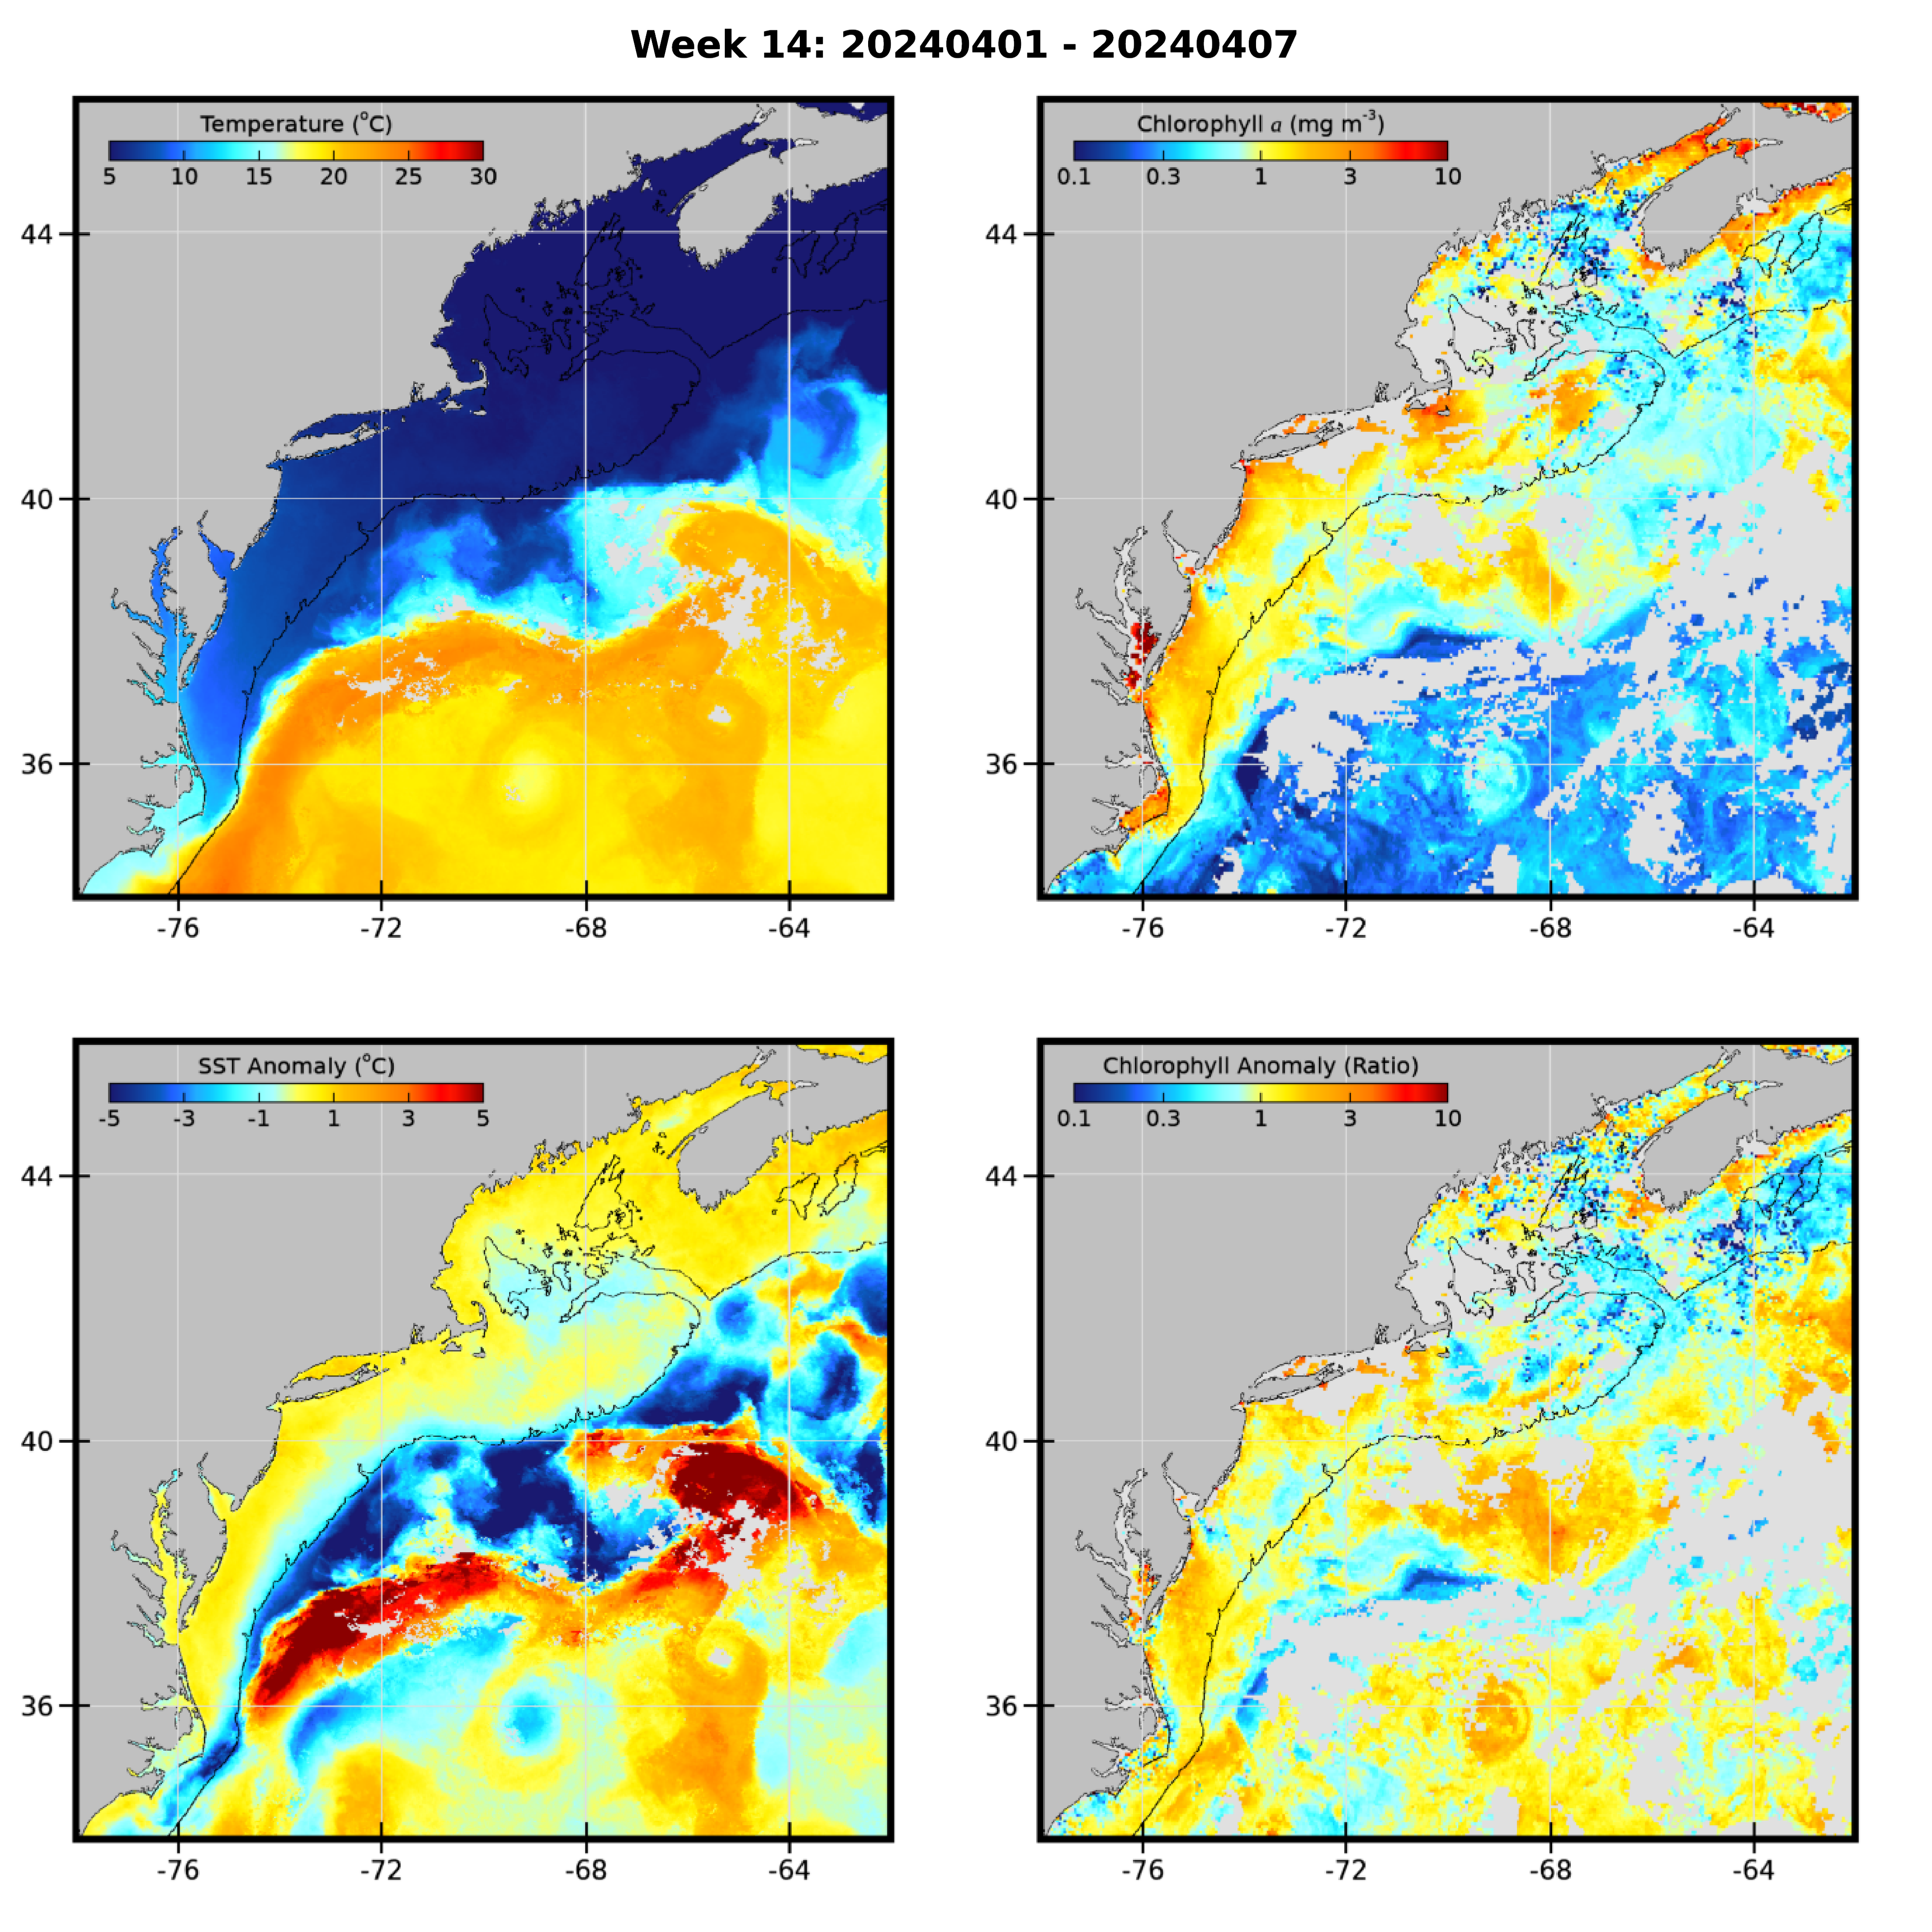 Week 14: 20240401 - 20240407
Temperature (°C)
5 10 15 20 25 30
44
40
36
-76 -72 -68 -64
Chlorophyll a (mg m⁻³)
0.1 0.3 1 3 10
44
40
36
-76 -72 -68 -64
SST Anomaly (°C)
-5 -3 -1 1 3 5
44
40
36
-76 -72 -68 -64
Chlorophyll Anomaly (Ratio)
0.1 0.3 1 3 10
44
40
36
-76 -72 -68 -64